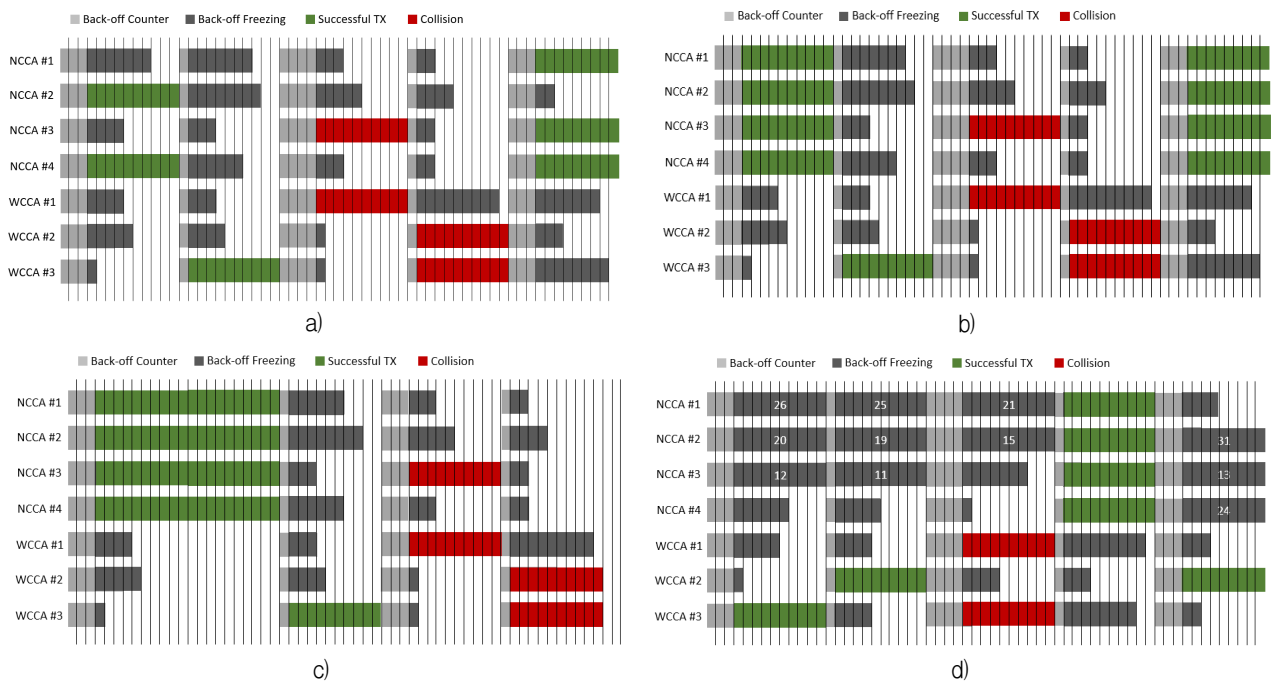 Back-off Counter Back-off Freezing Successful TX Collision
NCCA #1
NCCA #2
NCCA #3
NCCA #4
WCCA #1
WCCA #2
WCCA #3
a)
Back-off Counter Back-off Freezing Successful TX Collision
NCCA #1
NCCA #2
NCCA #3
NCCA #4
WCCA #1
WCCA #2
WCCA #3
b)
Back-off Counter Back-off Freezing Successful TX Collision
NCCA #1
NCCA #2
NCCA #3
NCCA #4
WCCA #1
WCCA #2
WCCA #3
c)
Back-off Counter Back-off Freezing Successful TX Collision
NCCA #1 26 25 21
NCCA #2 20 19 15 31
NCCA #3 12 11 13
NCCA #4 24
WCCA #1
WCCA #2
WCCA #3
d)